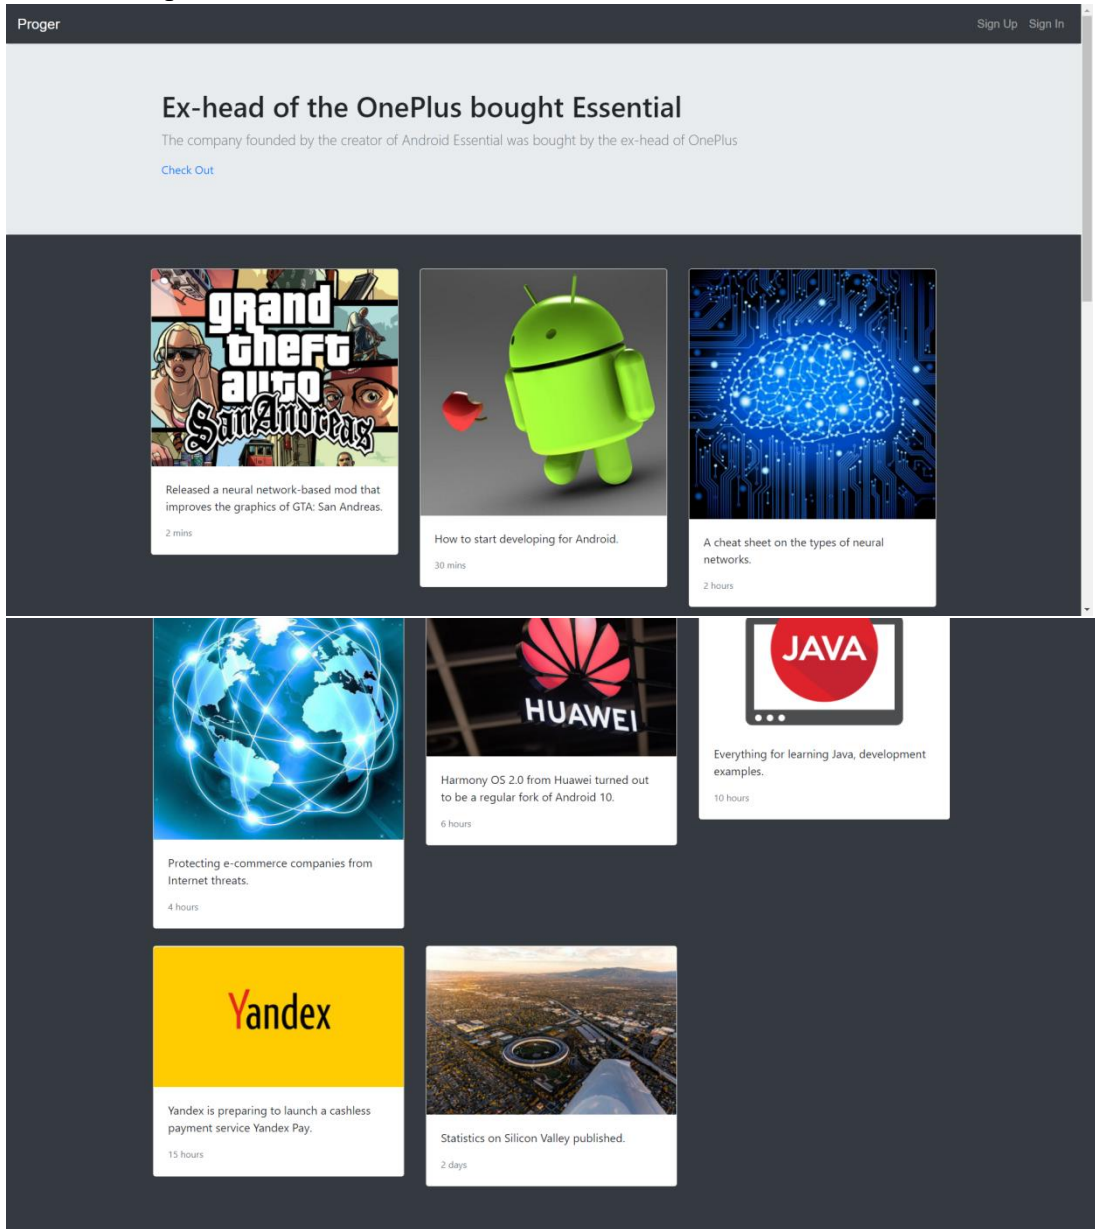 Proger
Sign Up Sign In
Ex-head of the OnePlus bought Essential
The company founded by the creator of Android Essential was bought by the ex-head of OnePlus
Check Out
grand
theft
auto
San Andreas
Released a neural network-based mod that
improves the graphics of GTA: San Andreas.
2 mins
How to start developing for Android.
30 mins
A cheat sheet on the types of neural
networks.
2 hours
Protecting e-commerce companies from
Internet threats.
4 hours
HUAWEI
Harmony OS 2.0 from Huawei turned out
to be a regular fork of Android 10.
6 hours
JAVA
Everything for learning Java, development
examples.
10 hours
Yandex
Yandex is preparing to launch a cashless
payment service Yandex Pay.
15 hours
Statistics on Silicon Valley published.
2 days